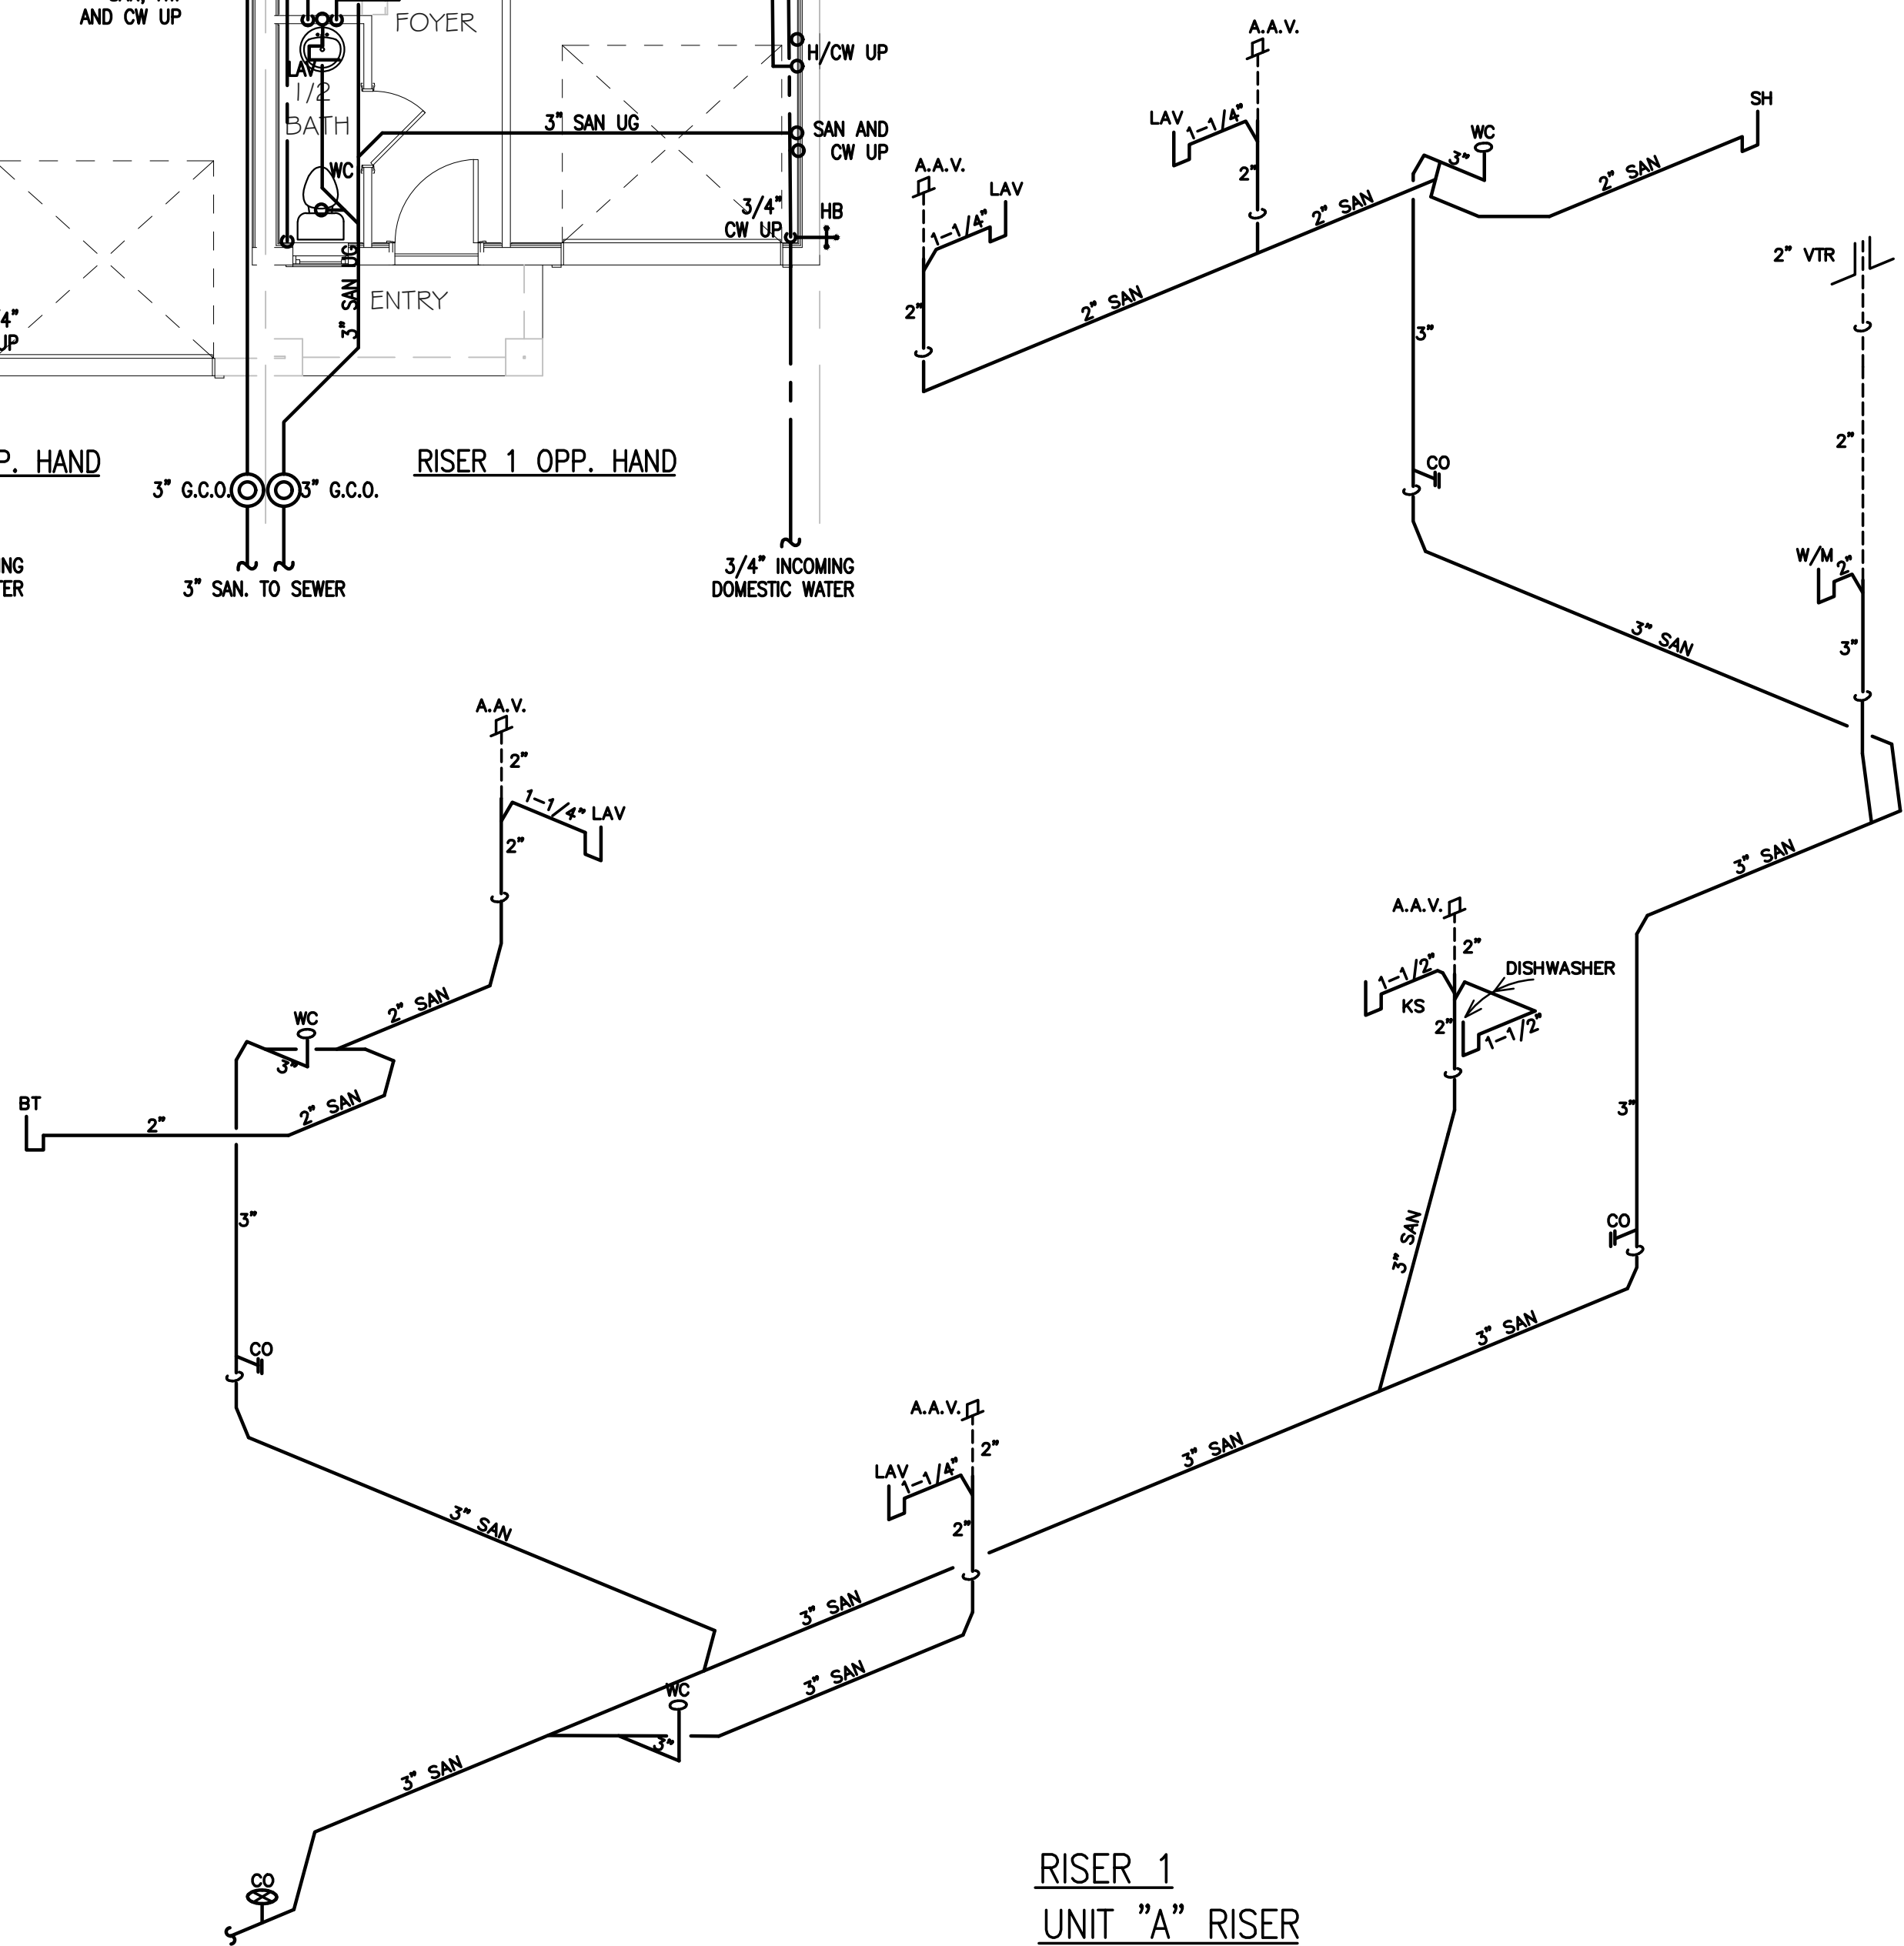 AND CW UP
FOYER
LAV
1/2
BATH
WC
3" SAN UG
H/CW UP
SAN AND
CW UP
3/4"
CW UP
HB
3" SAN UG
ENTRY
4"
UP
P. HAND
RISER 1 OPP. HAND
3" G.C.O.
3" G.C.O.
ING
TER
3" SAN. TO SEWER
3/4" INCOMING
DOMESTIC WATER
A.A.V.
LAV
1-1/4"
2"
A.A.V.
LAV
1-1/4"
2"
2" SAN
2" SAN
WC
3"
2" SAN
SH
3"
CO
3" SAN
2" VTR
2"
W/M
2"
3"
3" SAN
A.A.V.
2"
1-1/4"
LAV
2"
2" SAN
WC
3"
BT
2"
2" SAN
3"
CO
3" SAN
A.A.V.
2"
1-1/2"
KS
DISHWASHER
2"
1-1/2"
3" SAN
3"
CO
3" SAN
3" SAN
A.A.V.
2"
LAV
1-1/4"
2"
3" SAN
3" SAN
WC
3"
3" SAN
CO
RISER 1
UNIT "A" RISER